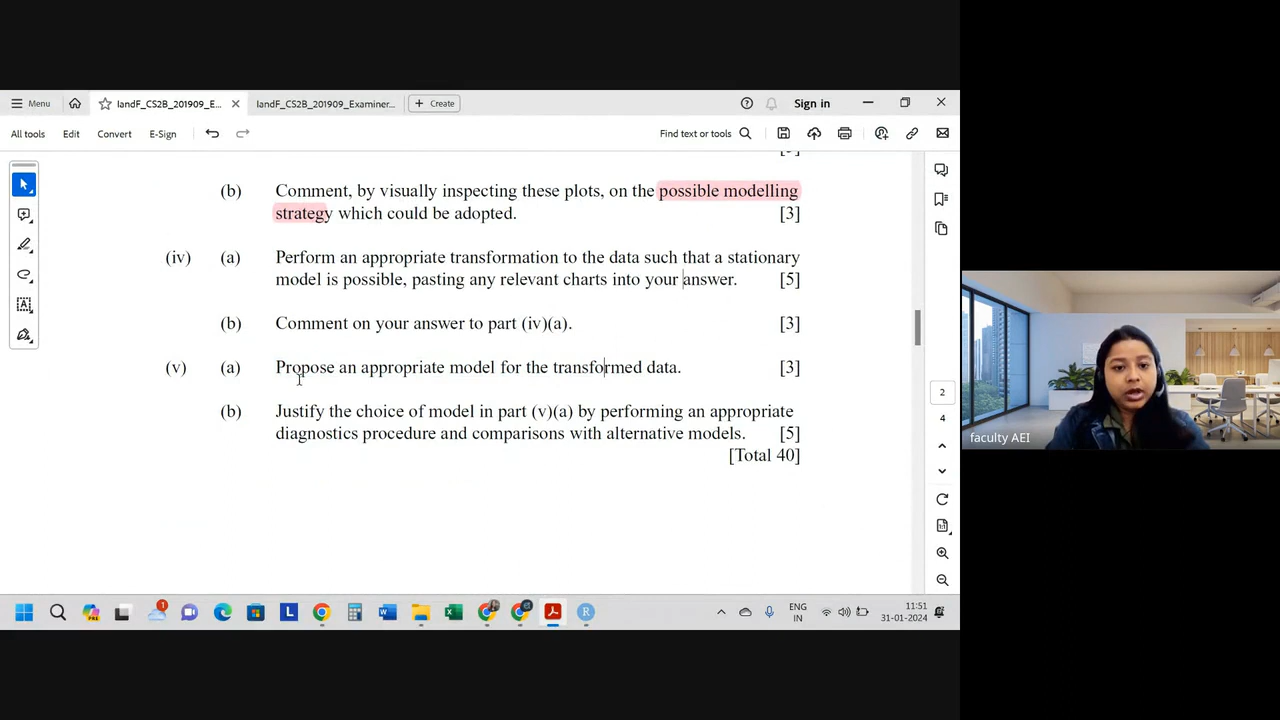 Menu
IandF_CS2B_201909_E...
IandF_CS2B_201909_Examiner...
Create
Sign in
All tools
Edit
Convert
E-Sign
Find text or tools
(b) Comment, by visually inspecting these plots, on the possible modelling
strategy which could be adopted. [3]
(iv) (a) Perform an appropriate transformation to the data such that a stationary
model is possible, pasting any relevant charts into your answer. [5]
(b) Comment on your answer to part (iv)(a). [3]
(v) (a) Propose an appropriate model for the transformed data. [3]
(b) Justify the choice of model in part (v)(a) by performing an appropriate
diagnostics procedure and comparisons with alternative models. [5]
[Total 40]
2
4
faculty AEI
1
L
ENG
IN
11:51
31-01-2024